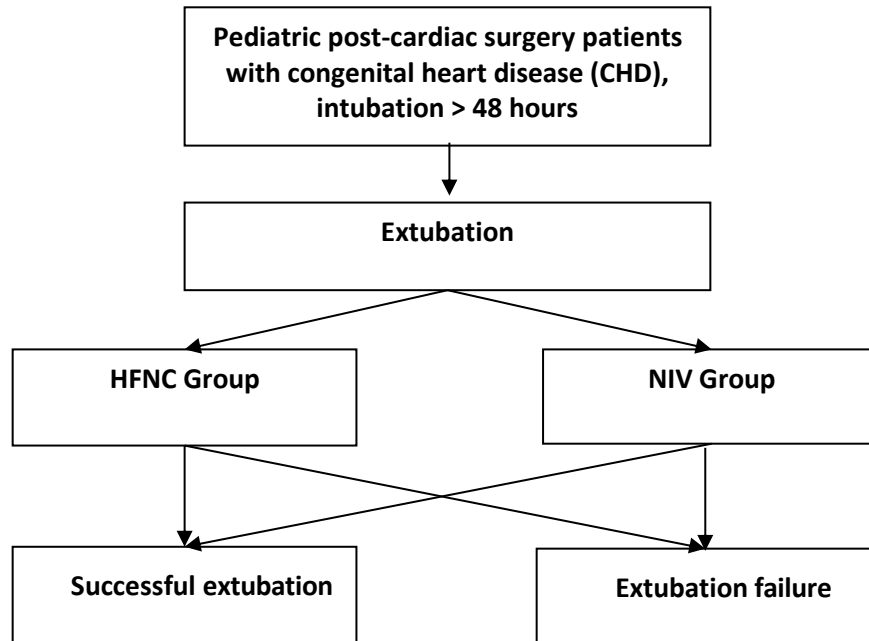 Pediatric post-cardiac surgery patients
with congenital heart disease (CHD),
intubation > 48 hours
Extubation
HFNC Group
NIV Group
Successful extubation
Extubation failure